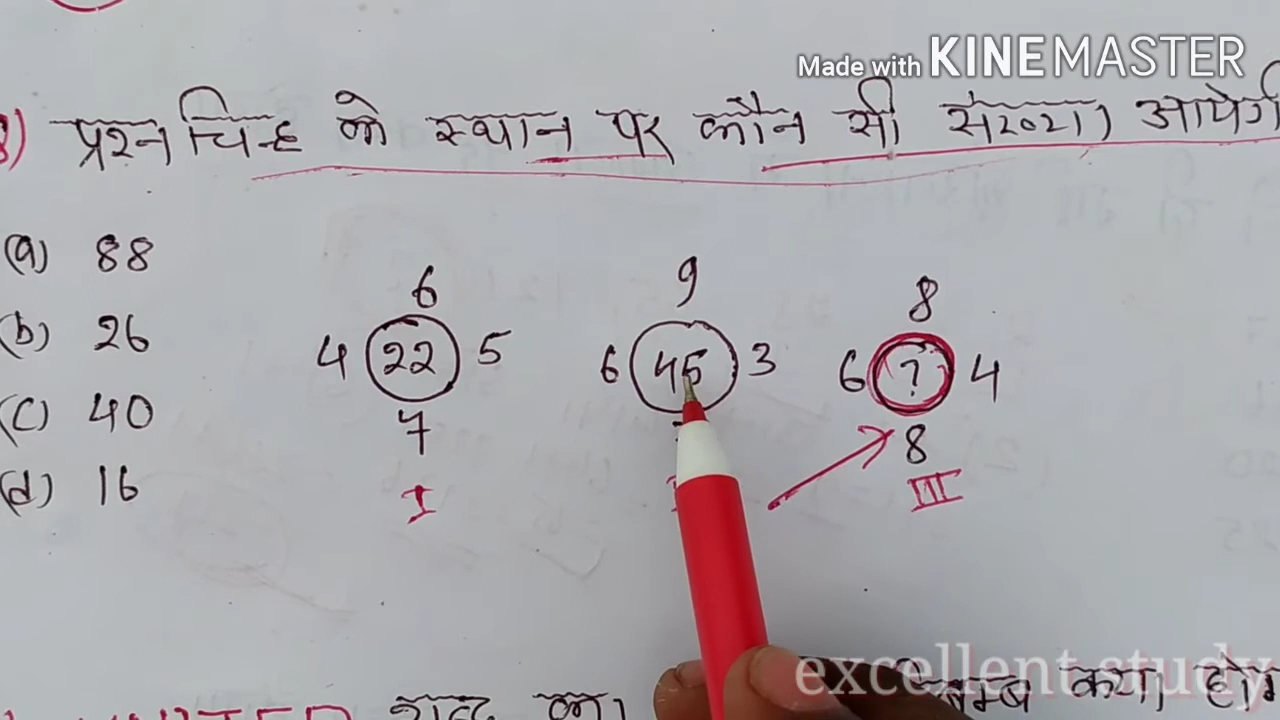 Made with KINEMASTER
8) प्रश्न चिन्ह के स्थान पर कौन सी संख्या आयेगी
(a) 88
(b) 26
(c) 40
(d) 16
6 9 8
4 22 5 6 45 3 6 ? 4
7 8
I III
excellent study
शब्द का क्या